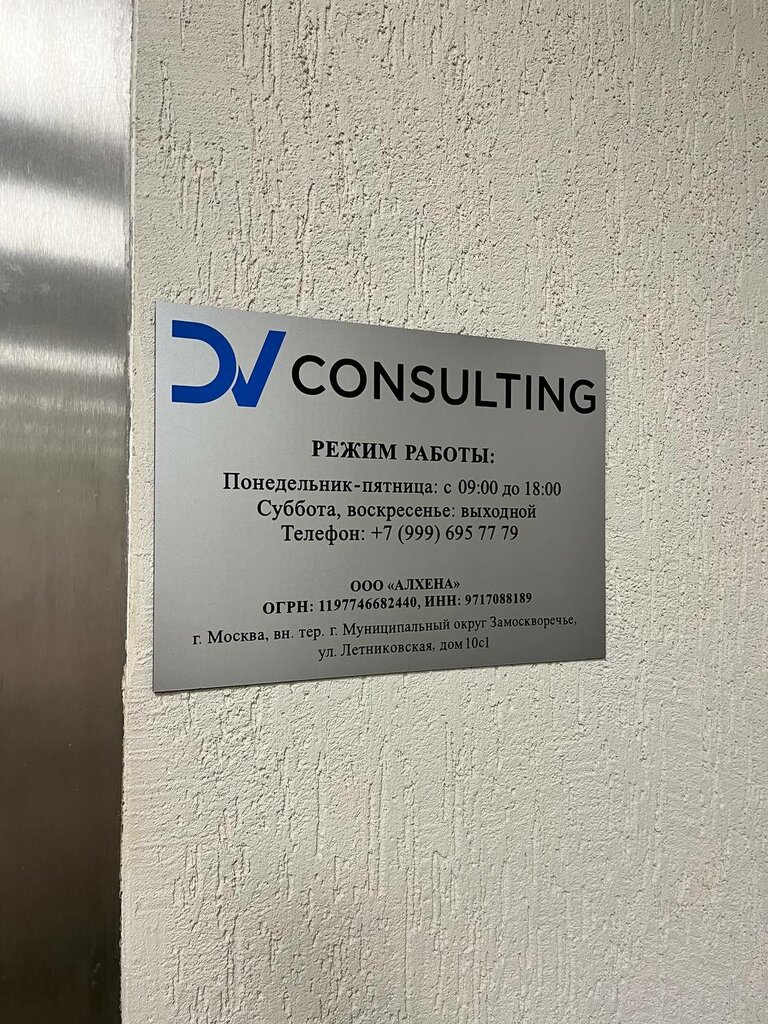 DV CONSULTING
РЕЖИМ РАБОТЫ:
Понедельник-пятница: с 09:00 до 18:00
Суббота, воскресенье: выходной
Телефон: +7 (999) 695 77 79
ООО «АЛХЕНА»
ОГРН: 1197746682440, ИНН: 9717088189
г. Москва, вн. тер. г. Муниципальный округ Замоскворечье,
ул. Летниковская, дом 10с1